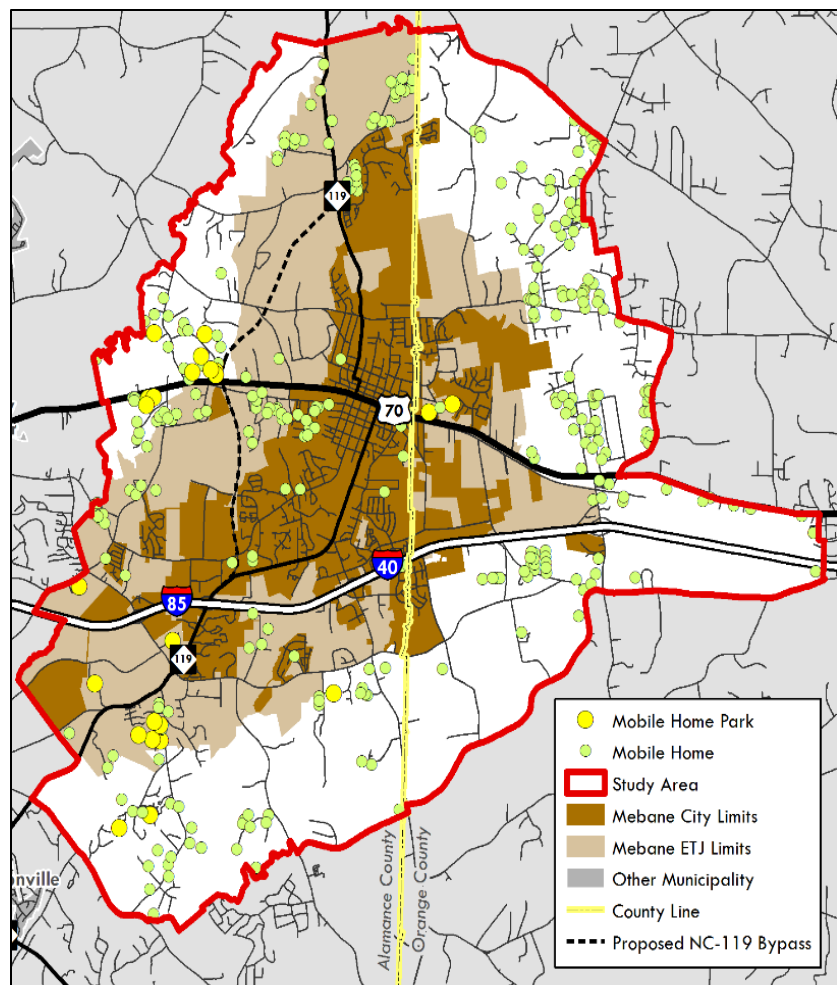 119
70
40
85
119
Mobile Home Park
Mobile Home
Study Area
Mebane City Limits
Mebane ETJ Limits
Other Municipality
County Line
Proposed NC-119 Bypass
Alamance County
Orange County
nville